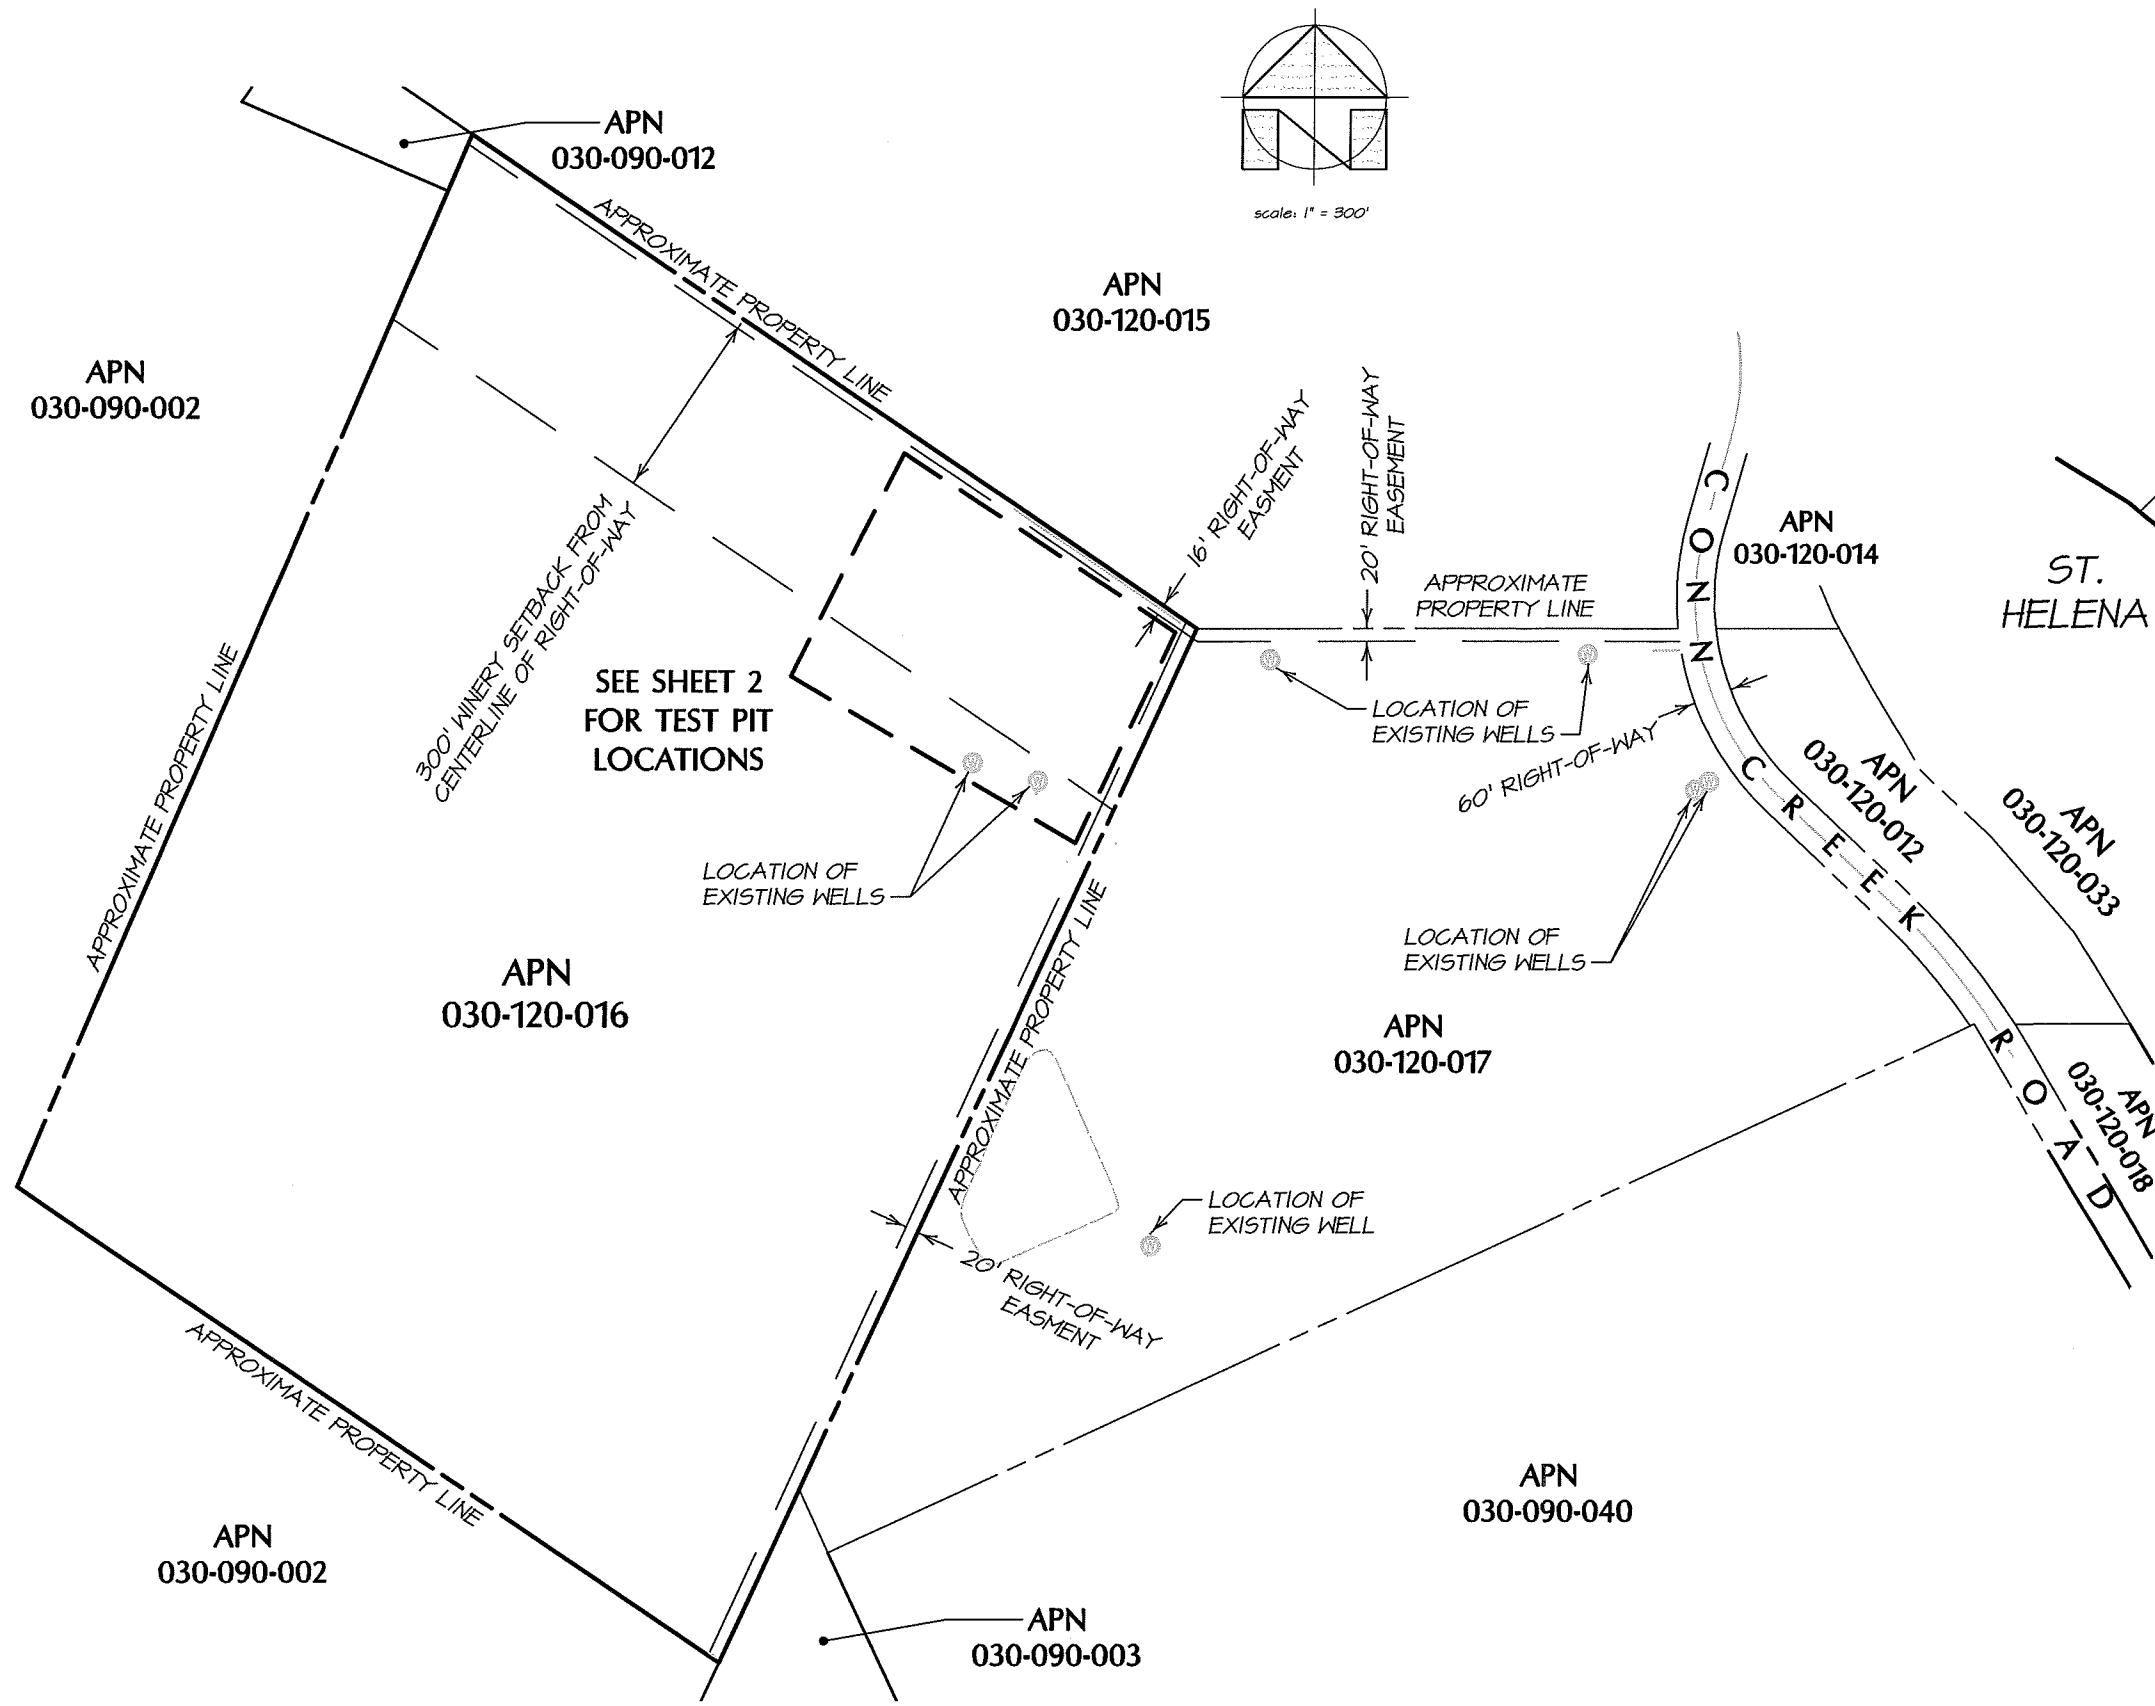 APN
030-090-012
scale: 1" = 300'
APPROXIMATE PROPERTY LINE
APN
030-120-015
APN
030-090-002
16' RIGHT-OF-WAY
EASMENT
20' RIGHT-OF-WAY
EASEMENT
APPROXIMATE
PROPERTY LINE
CONN CREEK ROAD
APN
030-120-014
ST.
HELENA
300' WINERY SETBACK FROM
CENTERLINE OF RIGHT-OF-WAY
SEE SHEET 2
FOR TEST PIT
LOCATIONS
W
W
W
W
LOCATION OF
EXISTING WELLS
60' RIGHT-OF-WAY
W
W
APN
030-120-012
APN
030-120-033
APPROXIMATE PROPERTY LINE
LOCATION OF
EXISTING WELLS
APPROXIMATE PROPERTY LINE
LOCATION OF
EXISTING WELLS
APN
030-120-016
APN
030-120-017
APPROXIMATE PROPERTY LINE
APN
030-120-018
LOCATION OF
EXISTING WELL
W
20' RIGHT-OF-WAY
EASMENT
APPROXIMATE PROPERTY LINE
APN
030-090-040
APN
030-090-002
APN
030-090-003
N